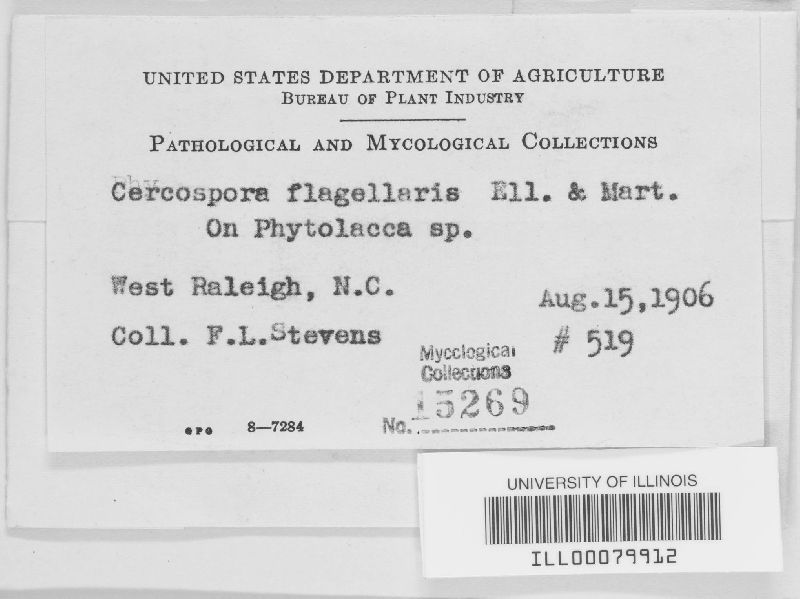 UNITED STATES DEPARTMENT OF AGRICULTURE
BUREAU OF PLANT INDUSTRY
PATHOLOGICAL AND MYCOLOGICAL COLLECTIONS
Cercospora flagellaris Ell. & Mart.
On Phytolacca sp.
West Raleigh, N.C.
Aug.15,1906
Coll. F.L.Stevens
# 519
Mycological
Collections
No. 15269
GPO 8—7284
UNIVERSITY OF ILLINOIS
ILL00079912